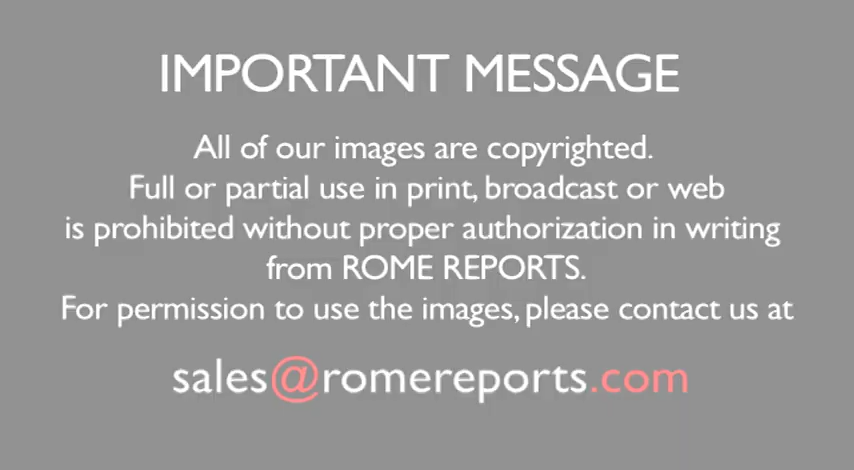 IMPORTANT MESSAGE
All of our images are copyrighted.
Full or partial use in print, broadcast or web
is prohibited without proper authorization in writing
from ROME REPORTS.
For permission to use the images, please contact us at
sales@romereports.com